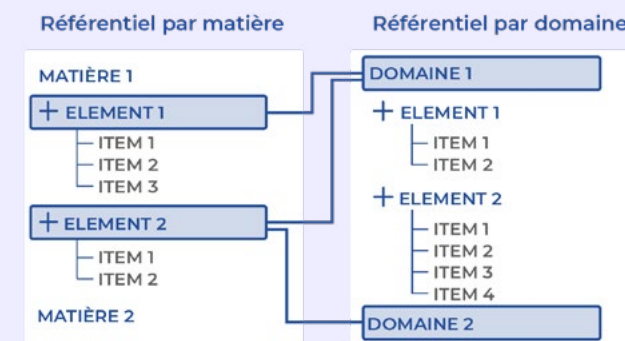 Référentiel par matière
MATIÈRE 1
+ ELEMENT 1
ITEM 1
ITEM 2
ITEM 3
+ ELEMENT 2
ITEM 1
ITEM 2
MATIÈRE 2
Référentiel par domaine
DOMAINE 1
+ ELEMENT 1
ITEM 1
ITEM 2
+ ELEMENT 2
ITEM 1
ITEM 2
ITEM 3
ITEM 4
DOMAINE 2